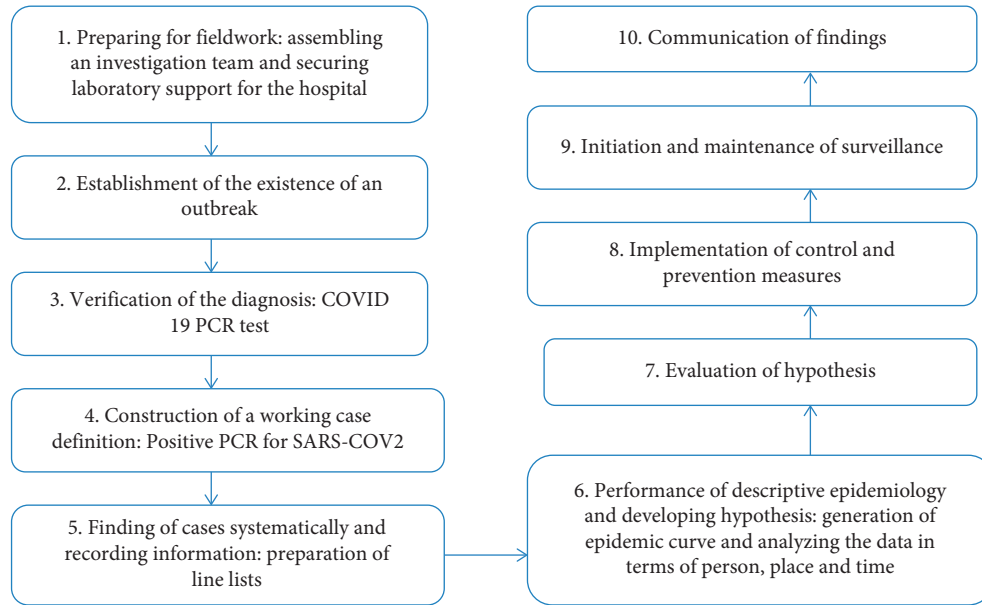 1. Preparing for fieldwork: assembling
an investigation team and securing
laboratory support for the hospital
2. Establishment of the existence of an
outbreak
3. Verification of the diagnosis: COVID
19 PCR test
4. Construction of a working case
definition: Positive PCR for SARS-COV2
5. Finding of cases systematically and
recording information: preparation of
line lists
6. Performance of descriptive epidemiology
and developing hypothesis: generation of
epidemic curve and analyzing the data in
terms of person, place and time
7. Evaluation of hypothesis
8. Implementation of control and
prevention measures
9. Initiation and maintenance of surveillance
10. Communication of findings